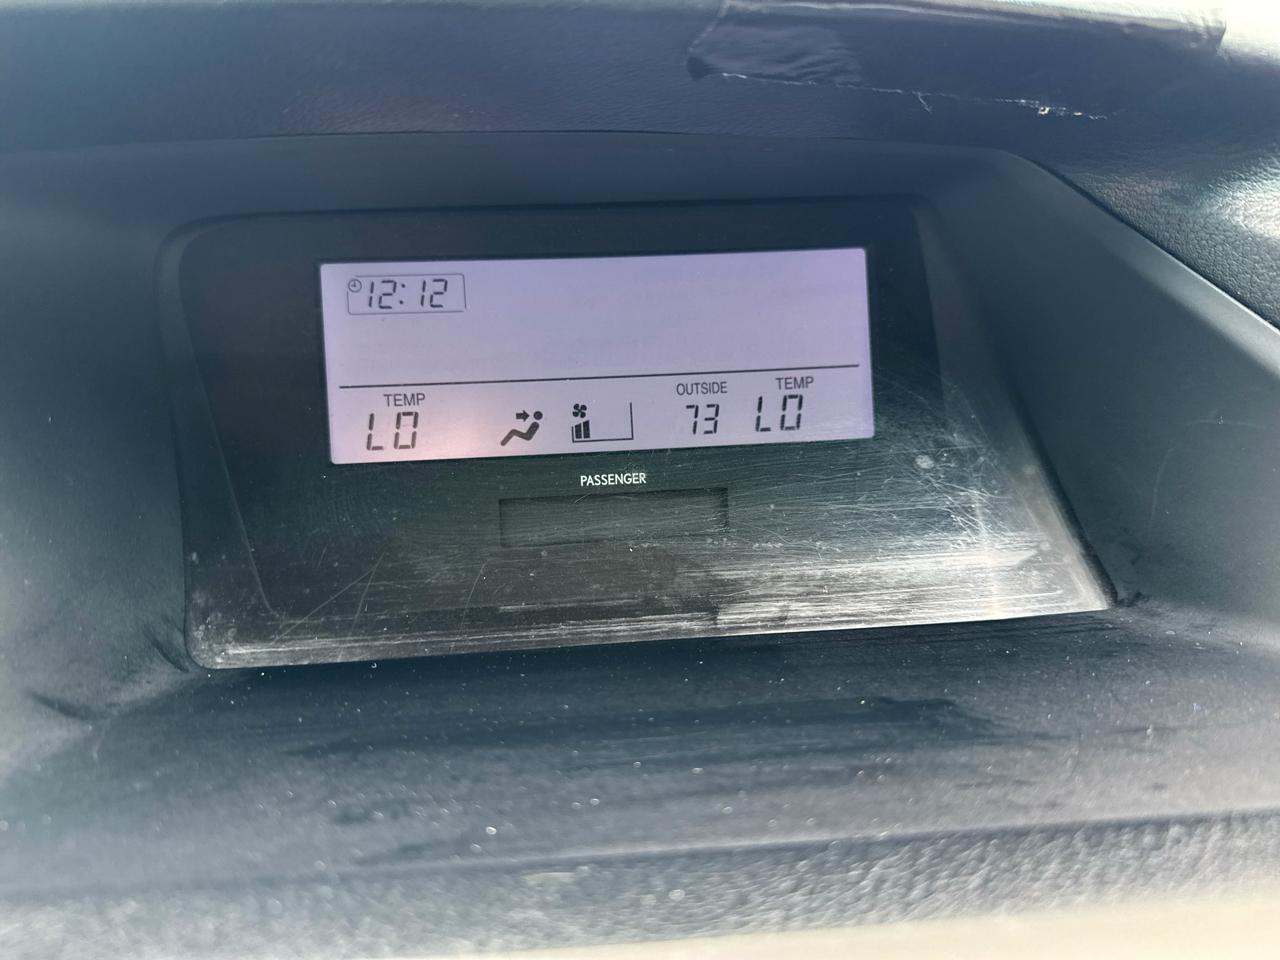 12:12
TEMP OUTSIDE TEMP
LO 73 LO
PASSENGER